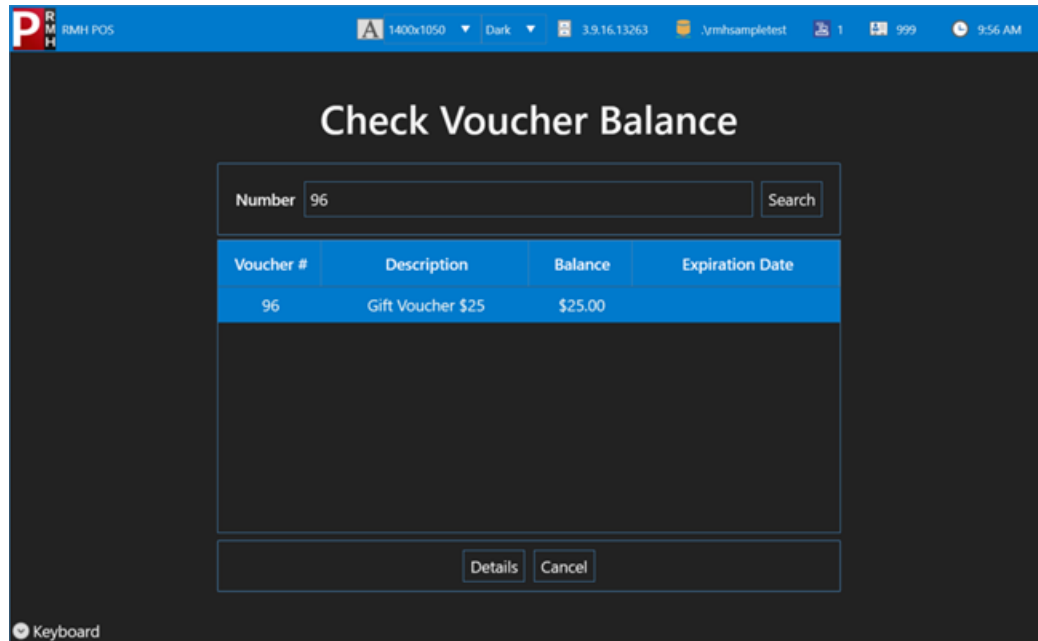 P RMH RMH POS A 1400x1050 Dark 3.9.16.13263 .\rmhsampletest 1 999 9:56 AM
Check Voucher Balance
Number 96 Search
Voucher # Description Balance Expiration Date
96 Gift Voucher $25 $25.00
Details Cancel
Keyboard